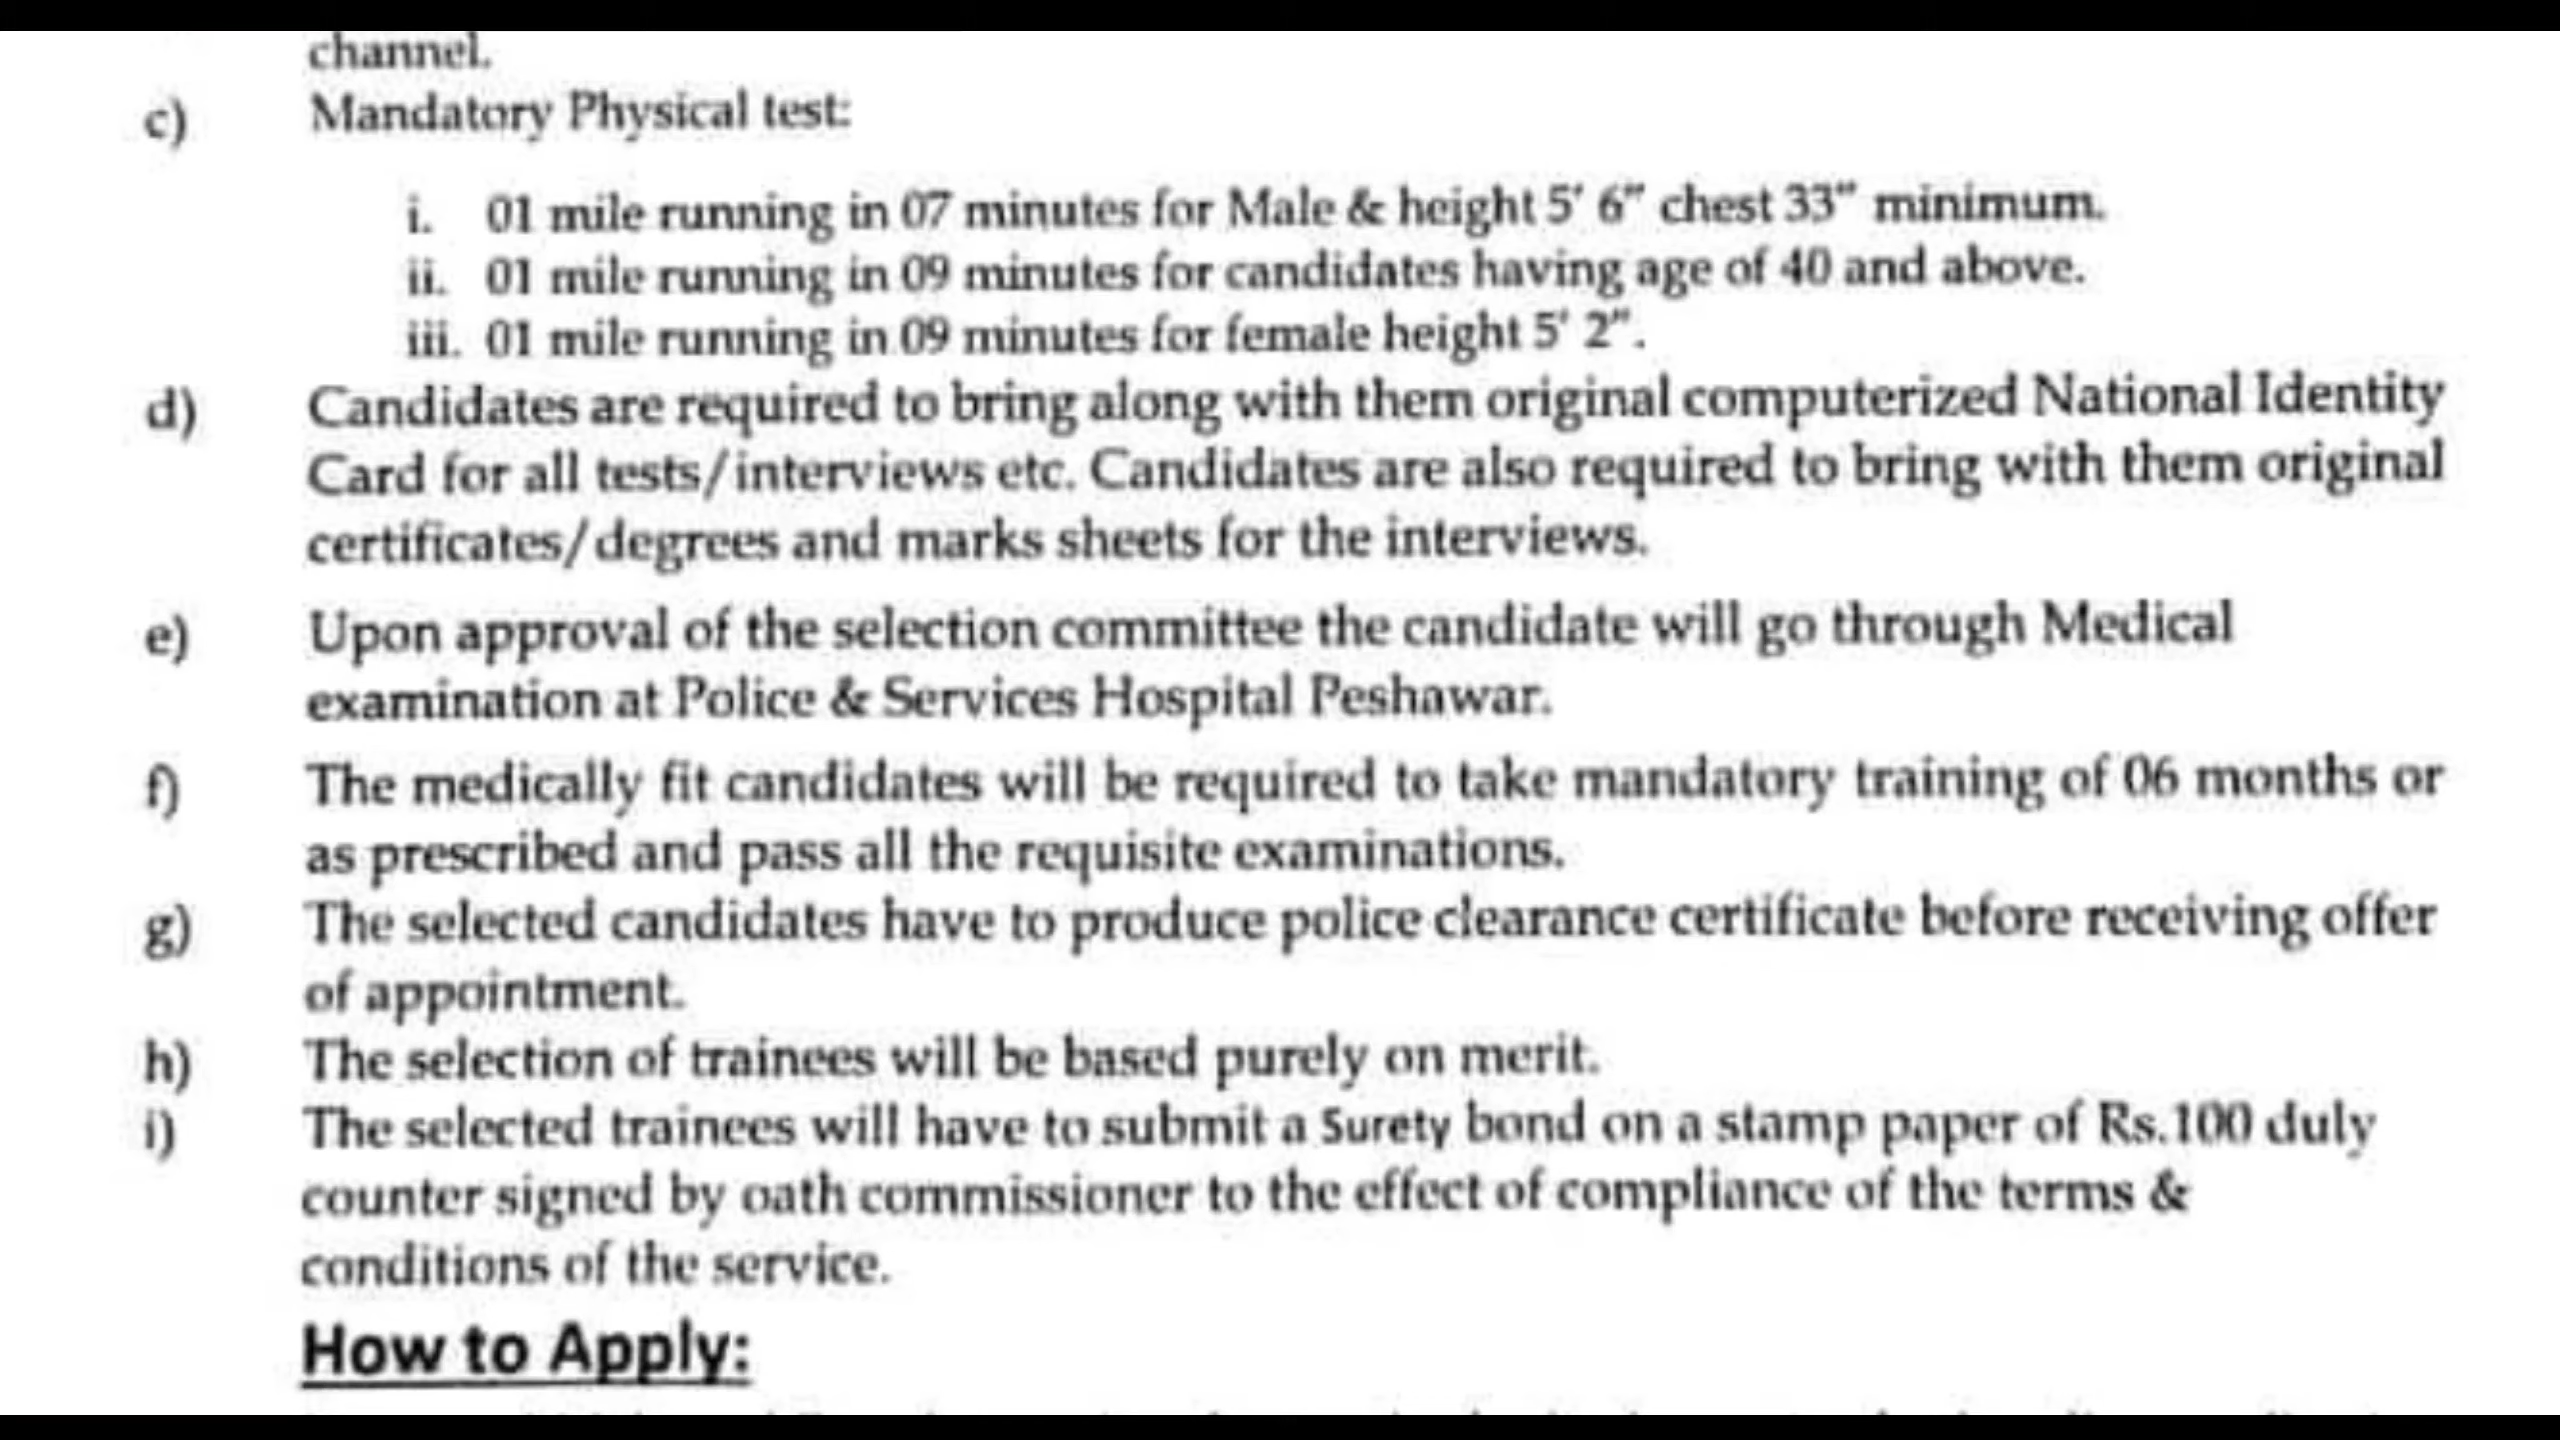 channel.
c) Mandatory Physical test:
i. 01 mile running in 07 minutes for Male & height 5' 6" chest 33" minimum.
ii. 01 mile running in 09 minutes for candidates having age of 40 and above.
iii. 01 mile running in 09 minutes for female height 5' 2".
d) Candidates are required to bring along with them original computerized National Identity
Card for all tests/interviews etc. Candidates are also required to bring with them original
certificates/degrees and marks sheets for the interviews.
e) Upon approval of the selection committee the candidate will go through Medical
examination at Police & Services Hospital Peshawar.
f) The medically fit candidates will be required to take mandatory training of 06 months or
as prescribed and pass all the requisite examinations.
g) The selected candidates have to produce police clearance certificate before receiving offer
of appointment.
h) The selection of trainees will be based purely on merit.
i) The selected trainees will have to submit a Surety bond on a stamp paper of Rs.100 duly
counter signed by oath commissioner to the effect of compliance of the terms &
conditions of the service.
How to Apply: